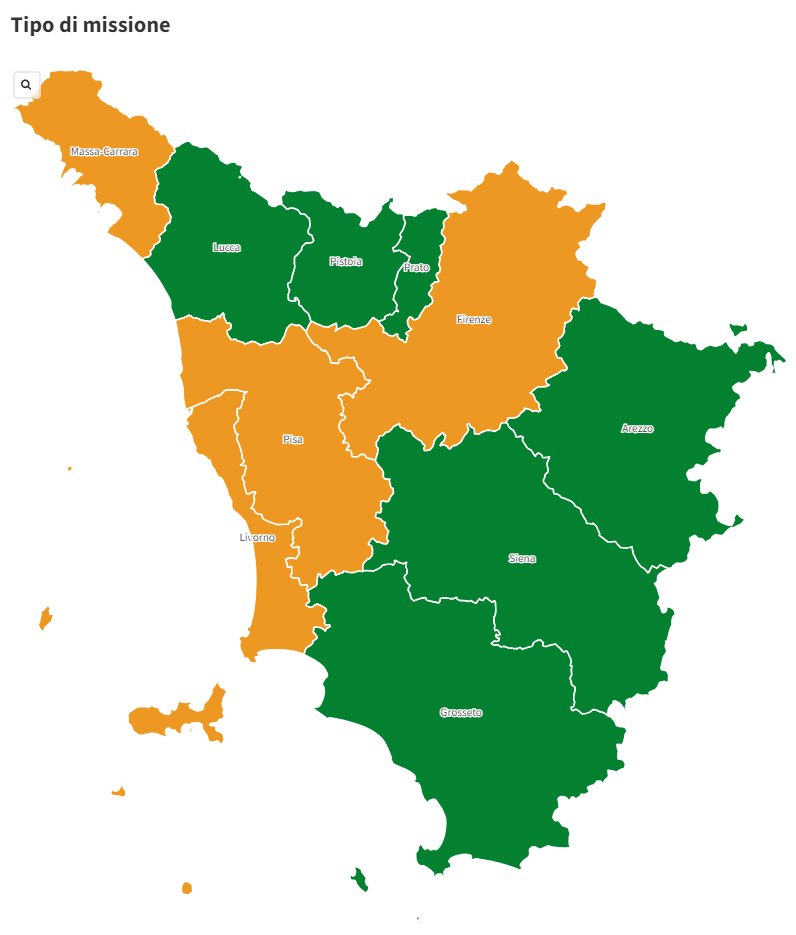 Tipo di missione
Massa-Carrara
Lucca
Pistoia
Prato
Firenze
Arezzo
Pisa
Livorno
Siena
Grosseto